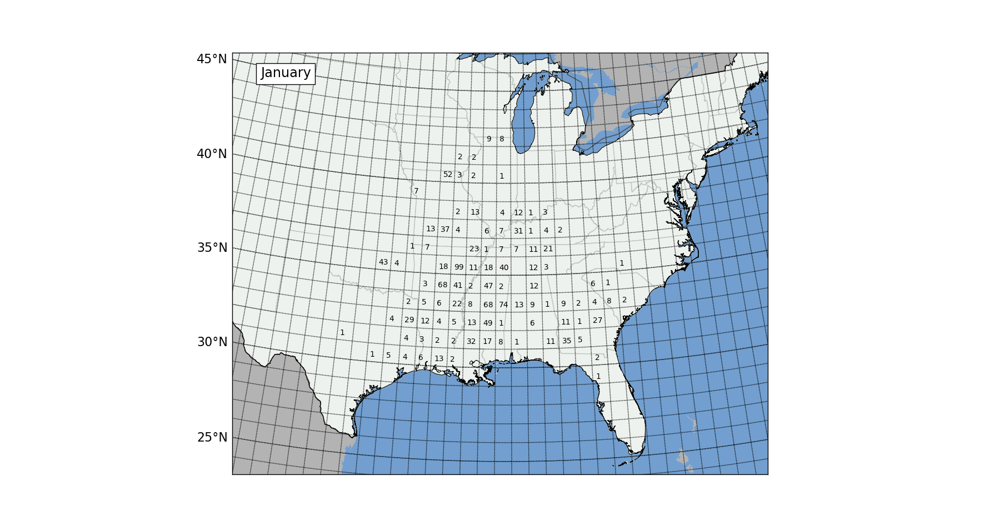 45°N
January
9 8
40°N
2 2
52 3 2 1
7
2 13 4 12 1 3
13 37 4 6 7 31 1 4 2
35°N
1 7 23 1 7 7 11 21
43 4 18 99 11 18 40 12 3 1
3 68 41 2 47 2 12 6 1
2 5 6 22 8 68 74 13 9 1 9 2 4 8 2
4 29 12 4 5 13 49 1 6 11 1 27
1
30°N
4 3 2 2 32 17 8 1 11 35 5
1 5 4 6 13 2 2
1
25°N